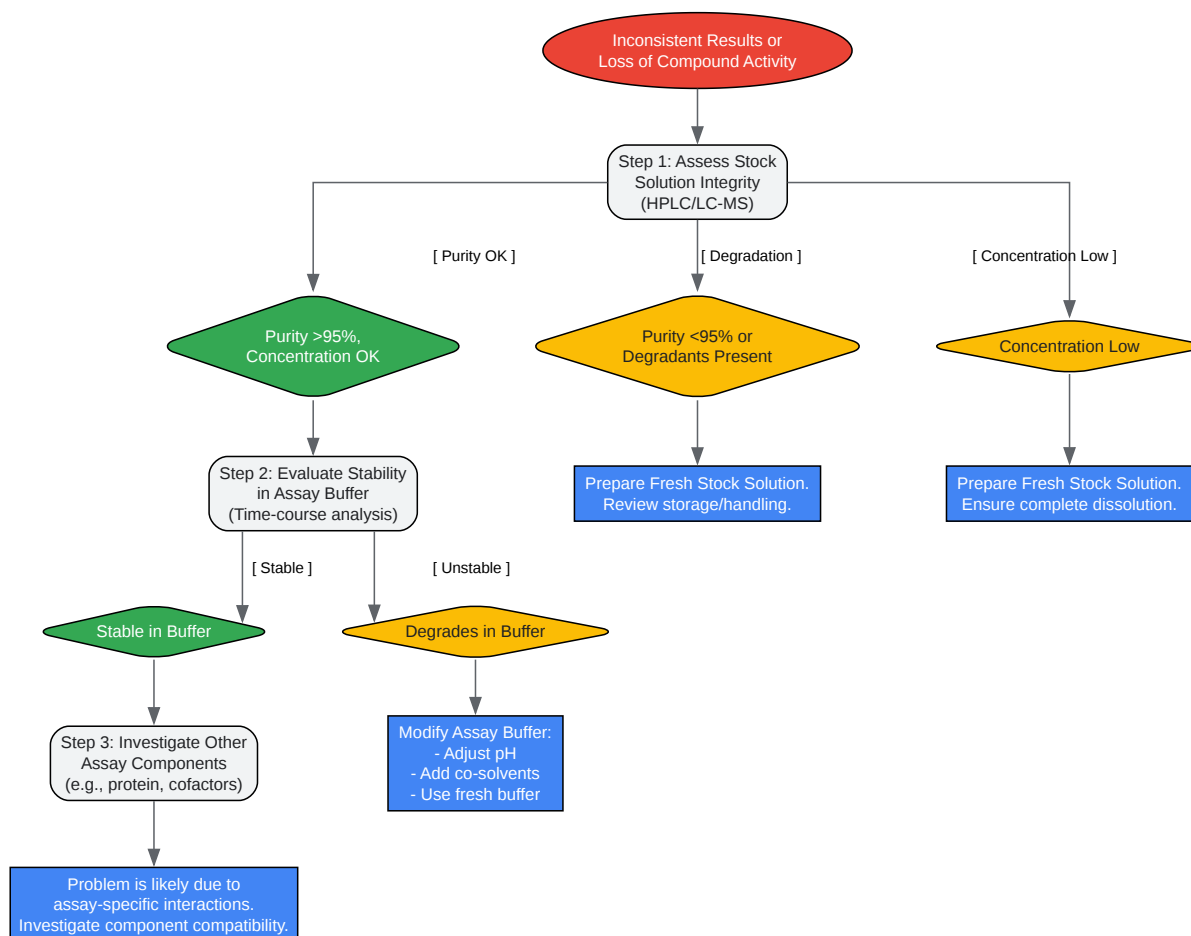 Inconsistent Results or
Loss of Compound Activity
Step 1: Assess Stock
Solution Integrity
(HPLC/LC-MS)
[ Purity OK ]
[ Degradation ]
[ Concentration Low ]
Purity >95%,
Concentration OK
Purity <95% or
Degradants Present
Concentration Low
Step 2: Evaluate Stability
in Assay Buffer
(Time-course analysis)
Prepare Fresh Stock Solution.
Review storage/handling.
Prepare Fresh Stock Solution.
Ensure complete dissolution.
[ Stable ]
[ Unstable ]
Stable in Buffer
Degrades in Buffer
Step 3: Investigate Other
Assay Components
(e.g., protein, cofactors)
Modify Assay Buffer:
- Adjust pH
- Add co-solvents
- Use fresh buffer
Problem is likely due to
assay-specific interactions.
Investigate component compatibility.